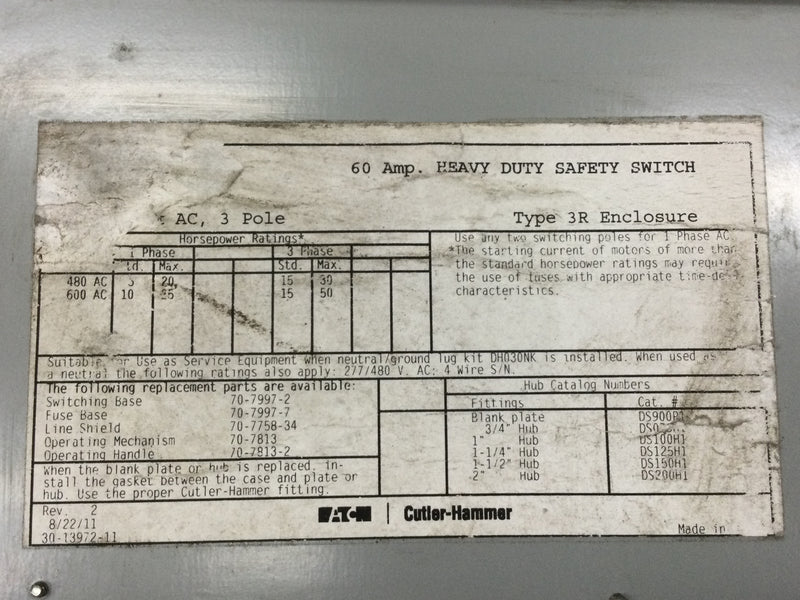 60 Amp. HEAVY DUTY SAFETY SWITCH
AC, 3 Pole
Type 3R Enclosure
Horsepower Ratings*
1 Phase 3 Phase
td. Max. Std. Max.
480 AC 20 15 30
600 AC 10 15 50
Use any two switching poles for 1 Phase AC.
*The starting current of motors of more than
the standard horsepower ratings may require
the use of fuses with appropriate time-de
characteristics.
Suitable for Use as Service Equipment when neutral/ground lug kit DH030NK is installed. When used as
a neutral the following ratings also apply: 277/480 V. AC: 4 Wire S/N.
The following replacement parts are available:
Switching Base 70-7997-2
Fuse Base 70-7997-7
Line Shield 70-7758-34
Operating Mechanism 70-7813
Operating Handle 70-7813-2
When the blank plate or hub is replaced, in-
stall the gasket between the case and plate or
hub. Use the proper Cutler-Hammer fitting.
Hub Catalog Numbers
Fittings Cat. #
Blank plate DS900P1
3/4" Hub
1" Hub DS100H1
1-1/4" Hub DS125H1
1-1/2" Hub DS150H1
2" Hub DS200H1
Rev. 2
8/22/11
30-13972-11
EATON | Cutler-Hammer
Made in